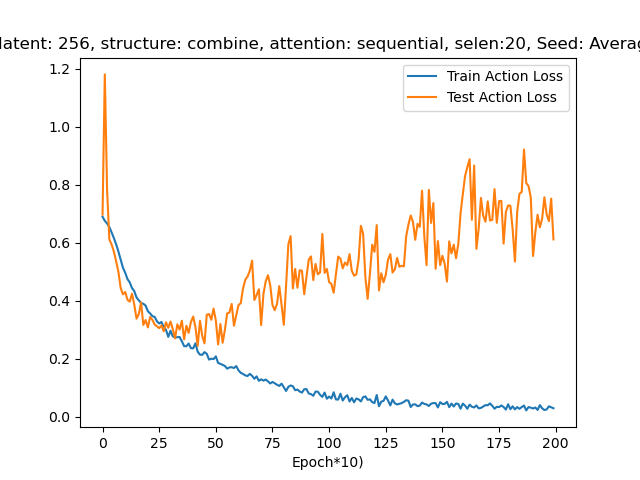 latent: 256, structure: combine, attention: sequential, selen:20, Seed: Averag
1.2
1.0
0.8
0.6
0.4
0.2
0.0
Train Action Loss
Test Action Loss
0 25 50 75 100 125 150 175 200
Epoch*10)